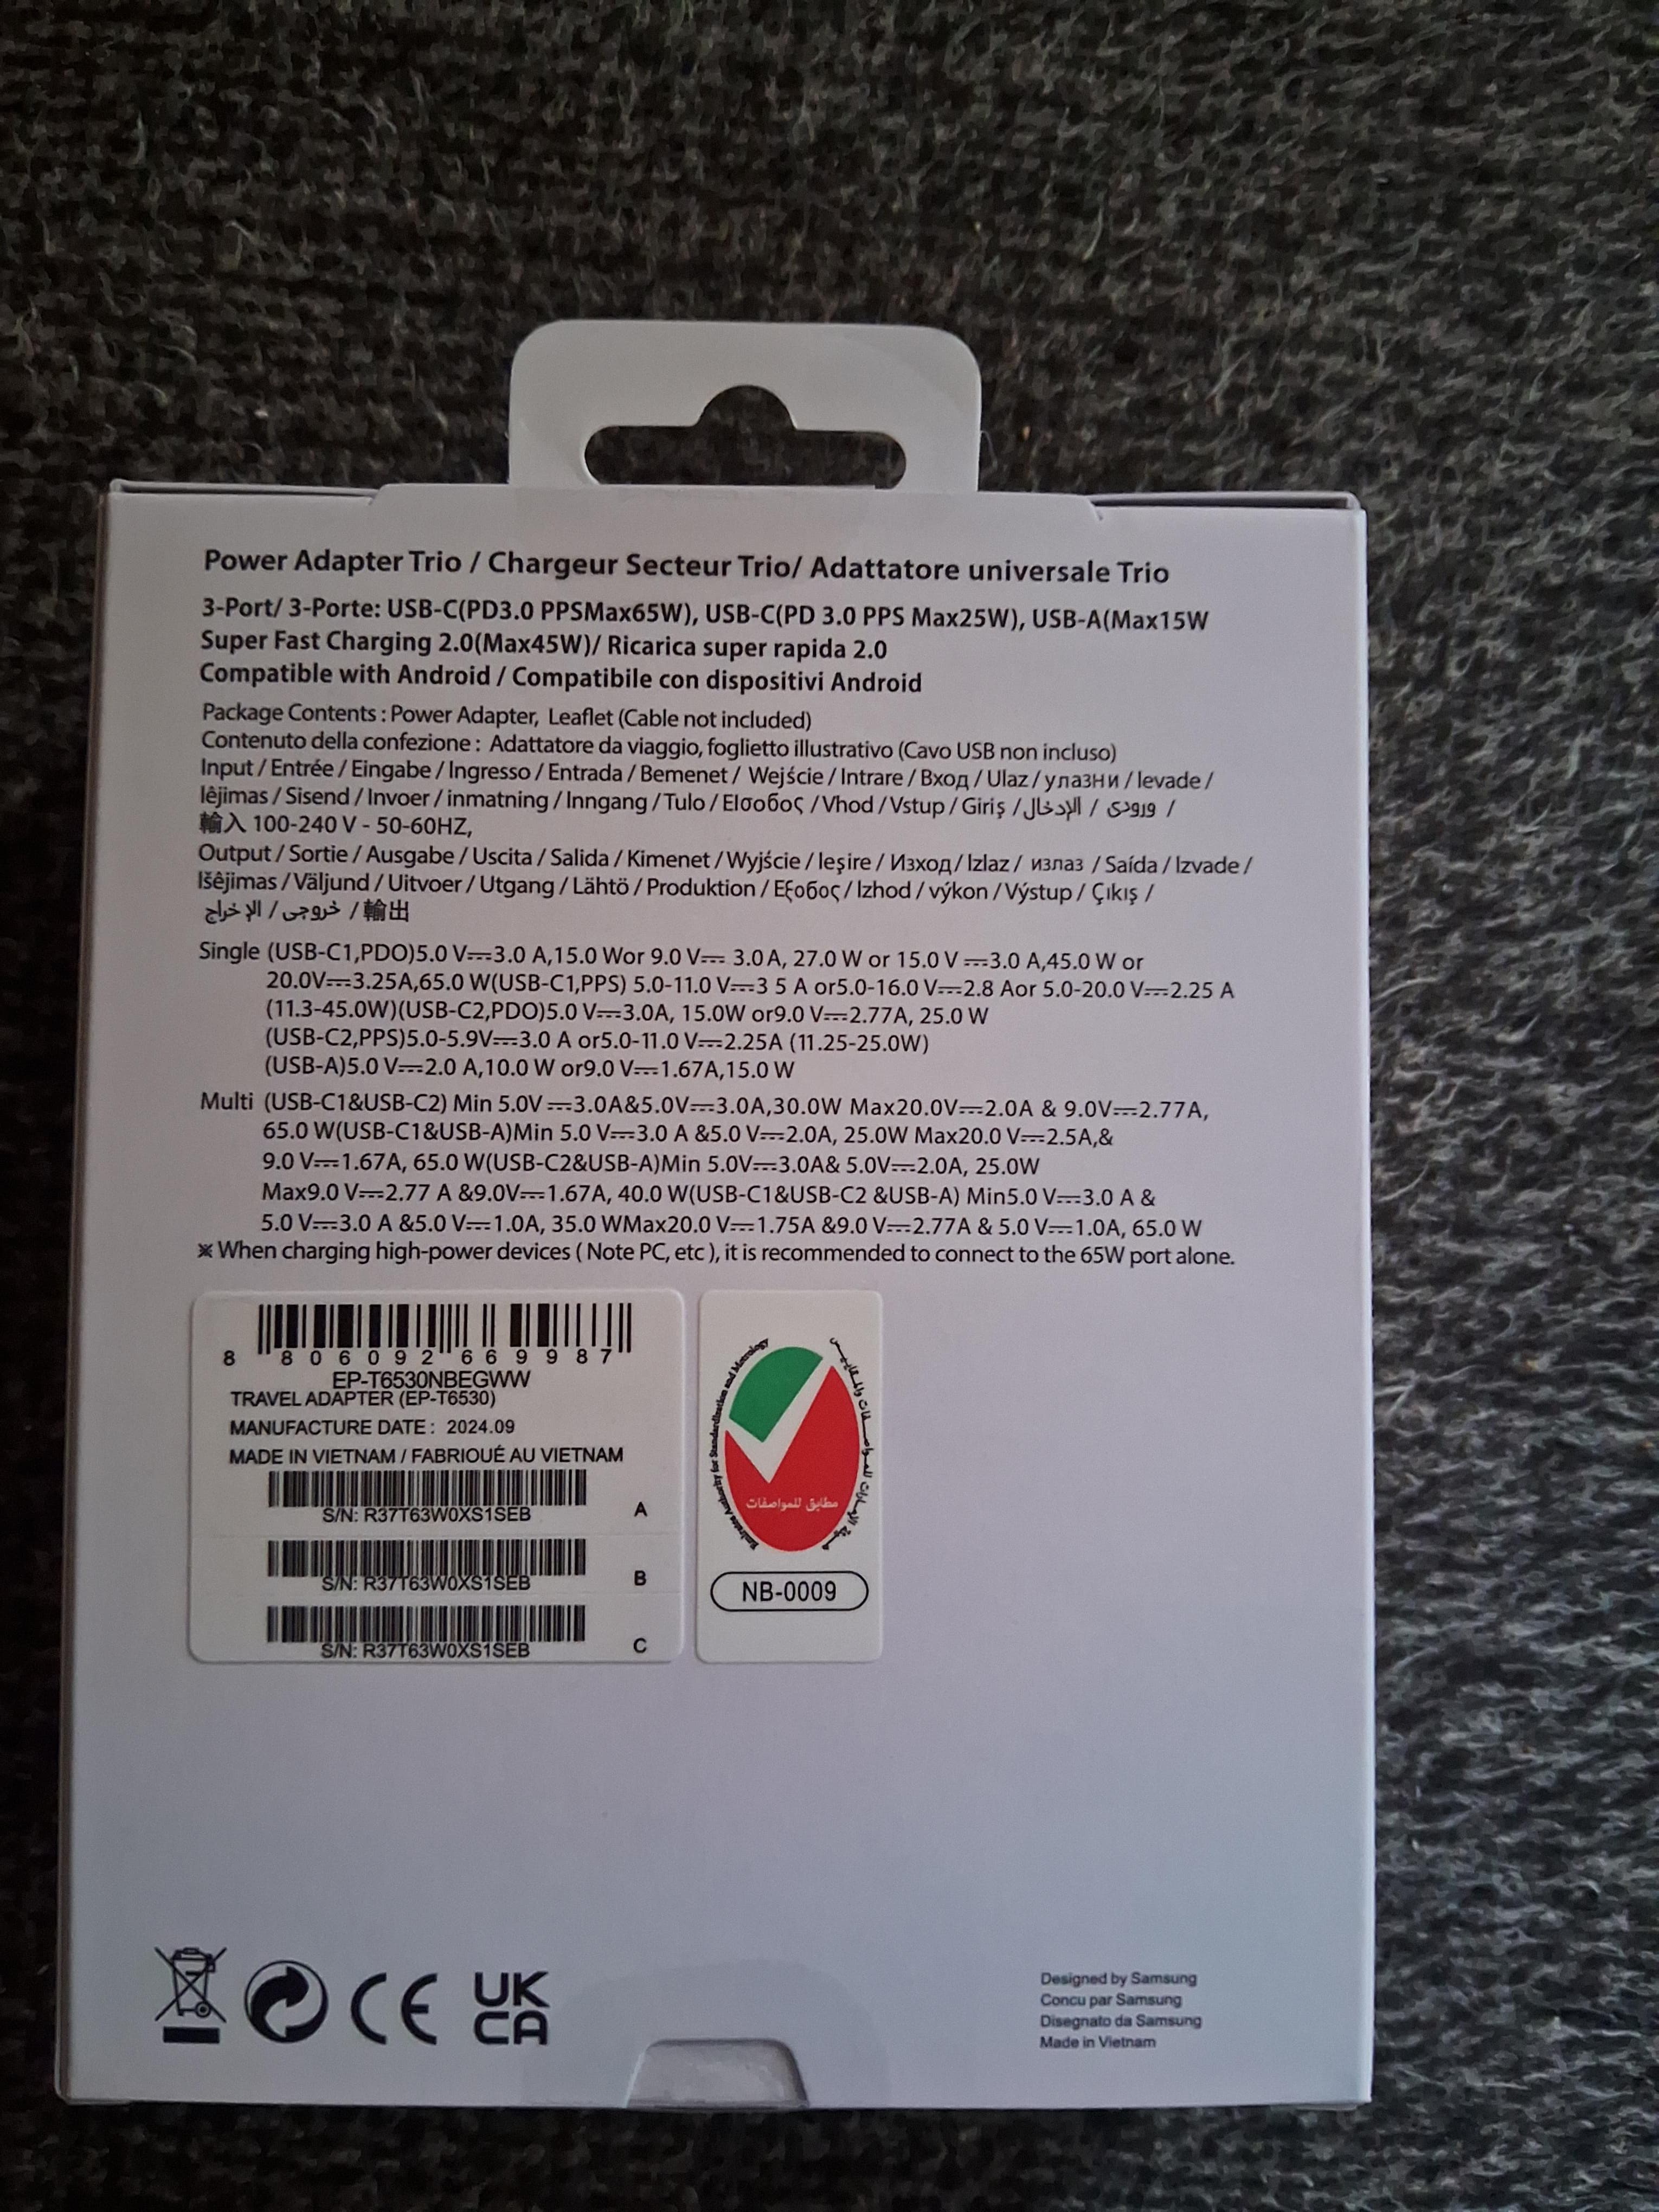 Power Adapter Trio / Chargeur Secteur Trio/ Adattatore universale Trio
3-Port/ 3-Porte: USB-C(PD3.0 PPSMax65W), USB-C(PD 3.0 PPS Max25W), USB-A(Max15W
Super Fast Charging 2.0(Max45W)/ Ricarica super rapida 2.0
Compatible with Android / Compatibile con dispositivi Android
Package Contents : Power Adapter, Leaflet (Cable not included)
Contenuto della confezione : Adattatore da viaggio, foglietto illustrativo (Cavo USB non incluso)
Input / Entrée / Eingabe / Ingresso / Entrada / Bemenet / Wejście / Intrare / Вход / Ulaz / улазни / levade /
Iêjimas / Sisend / Invoer / inmatning / Inngang / Tulo / ΕΙσοбος / Vhod / Vstup / Giriş / الإدخال / ورودی /
輸入 100-240 V - 50-60HZ,
Output / Sortie / Ausgabe / Uscita / Salida / Kimenet / Wyjście / Ieşire / Изход / Izlaz / излаз / Saída / Izvade /
Išêjimas / Väljund / Uitvoer / Utgang / Lähtö / Produktion / Εξοбος / Izhod / výkon / Výstup / Çıkış /
الإخراج / خروجی / 輸出
Single (USB-C1,PDO)5.0 V⎓3.0 A,15.0 Wor 9.0 V⎓ 3.0 A, 27.0 W or 15.0 V ⎓3.0 A,45.0 W or
20.0V⎓3.25A,65.0 W(USB-C1,PPS) 5.0-11.0 V⎓3 5 A or5.0-16.0 V⎓2.8 Aor 5.0-20.0 V⎓2.25 A
(11.3-45.0W)(USB-C2,PDO)5.0 V⎓3.0A, 15.0W or9.0 V⎓2.77A, 25.0 W
(USB-C2,PPS)5.0-5.9V⎓3.0 A or5.0-11.0 V⎓2.25A (11.25-25.0W)
(USB-A)5.0 V⎓2.0 A,10.0 W or9.0 V⎓1.67A,15.0 W
Multi (USB-C1&USB-C2) Min 5.0V ⎓3.0A&5.0V⎓3.0A,30.0W Max20.0V⎓2.0A & 9.0V⎓2.77A,
65.0 W(USB-C1&USB-A)Min 5.0 V⎓3.0 A &5.0 V⎓2.0A, 25.0W Max20.0 V⎓2.5A,&
9.0 V⎓1.67A, 65.0 W(USB-C2&USB-A)Min 5.0V⎓3.0A& 5.0V⎓2.0A, 25.0W
Max9.0 V⎓2.77 A &9.0V⎓1.67A, 40.0 W(USB-C1&USB-C2 &USB-A) Min5.0 V⎓3.0 A &
5.0 V⎓3.0 A &5.0 V⎓1.0A, 35.0 WMax20.0 V⎓1.75A &9.0 V⎓2.77A & 5.0 V⎓1.0A, 65.0 W
※ When charging high-power devices ( Note PC, etc ), it is recommended to connect to the 65W port alone.
8 806092 669987
EP-T6530NBEGWW
TRAVEL ADAPTER (EP-T6530)
MANUFACTURE DATE : 2024.09
MADE IN VIETNAM / FABRIOUÉ AU VIETNAM
S/N: R37T63W0XS1SEB A
S/N: R37T63W0XS1SEB B
S/N: R37T63W0XS1SEB C
Emirates Authority for Standardization and Metrology
هيئة الإمارات للمواصفات والمقاييس
مطابق للمواصفات
NB-0009
CE
UK
CA
Designed by Samsung
Concu par Samsung
Disegnato da Samsung
Made in Vietnam